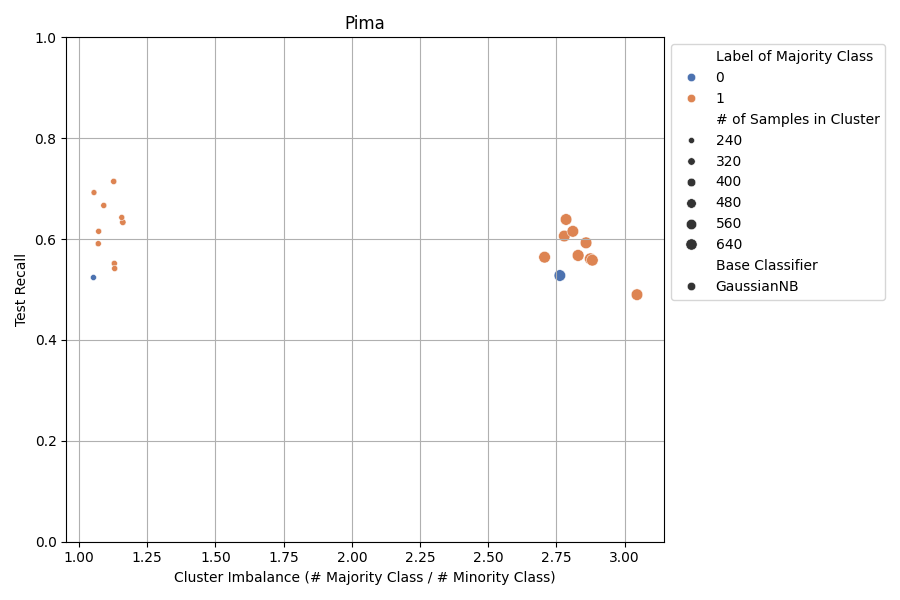 Pima
1.0
0.8
0.6
0.4
0.2
0.0
Test Recall
1.00 1.25 1.50 1.75 2.00 2.25 2.50 2.75 3.00
Cluster Imbalance (# Majority Class / # Minority Class)
Label of Majority Class
0
1
# of Samples in Cluster
240
320
400
480
560
640
Base Classifier
GaussianNB